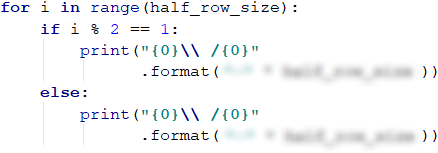 for i in range(half_row_size):
if i % 2 == 1:
print("{0}\\ /{0}"
.format( ))
else:
print("{0}\\ /{0}"
.format( ))